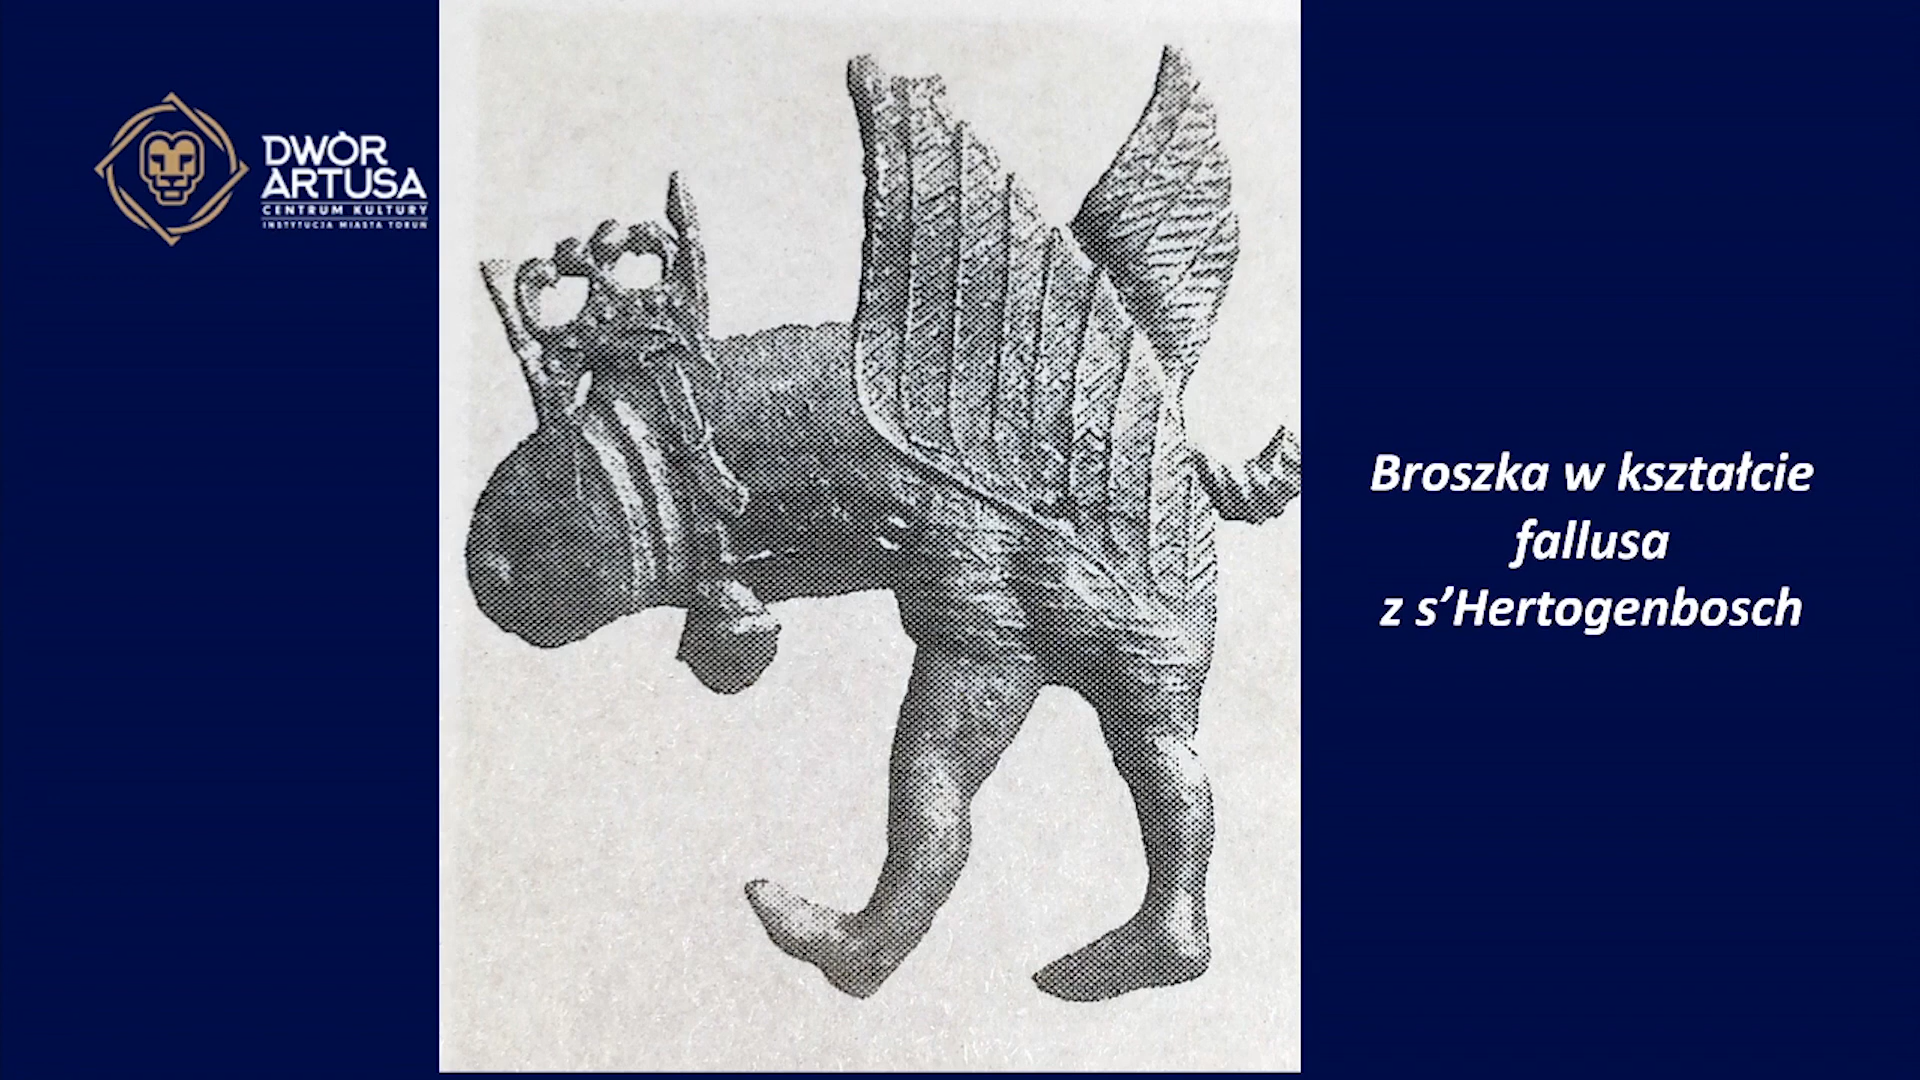 DWÓR
ARTUSA
CENTRUM KULTURY
INSTYTUCJA MIASTA TORUŃ
Broszka w kształcie
fallusa
z s’Hertogenbosch